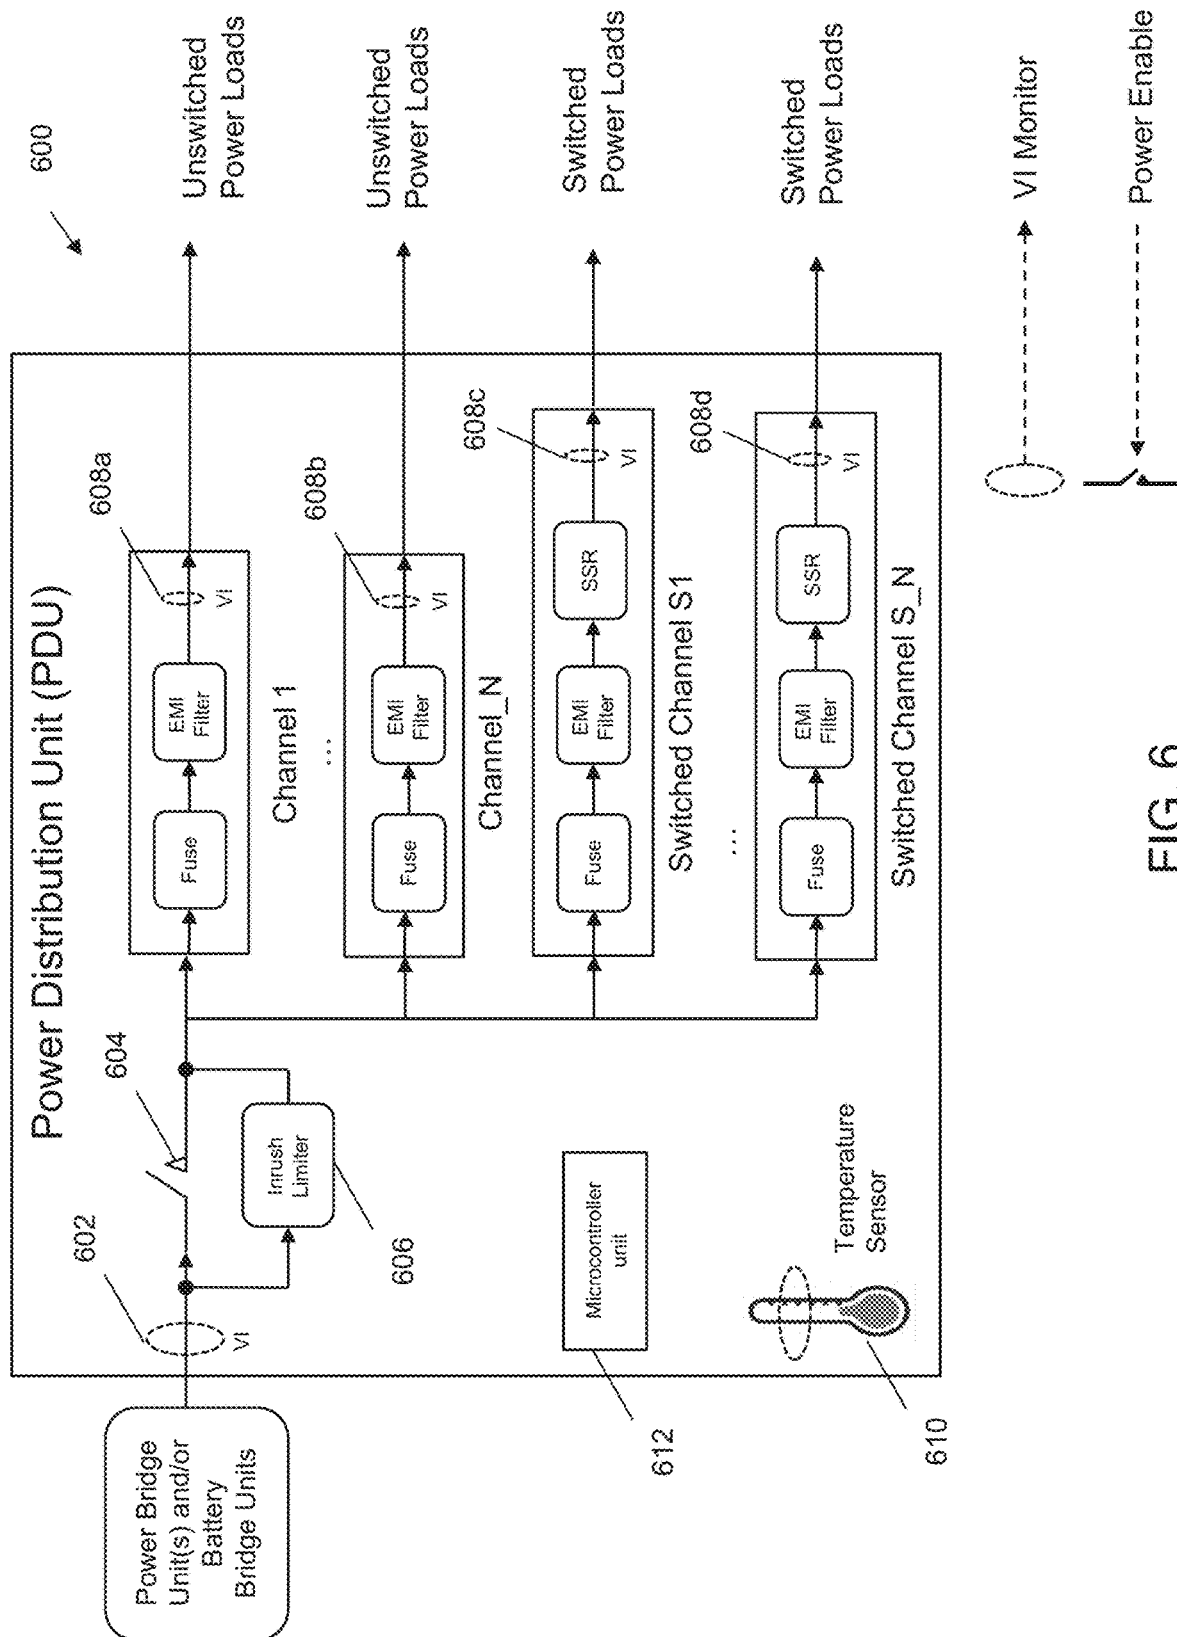 600
Power Distribution Unit (PDU)
Power Bridge
Unit(s) and/or
Battery
Bridge Units
602
VI
604
Inrush
Limiter
606
Fuse
EMI
Filter
VI
608a
Channel 1
Unswitched
Power Loads
...
Fuse
EMI
Filter
VI
608b
Channel_N
Unswitched
Power Loads
Fuse
EMI
Filter
SSR
VI
608c
Switched Channel S1
Switched
Power Loads
...
Fuse
EMI
Filter
SSR
VI
608d
Switched Channel S_N
Switched
Power Loads
Microcontroller
unit
612
Temperature
Sensor
610
VI Monitor
Power Enable
FIG. 6